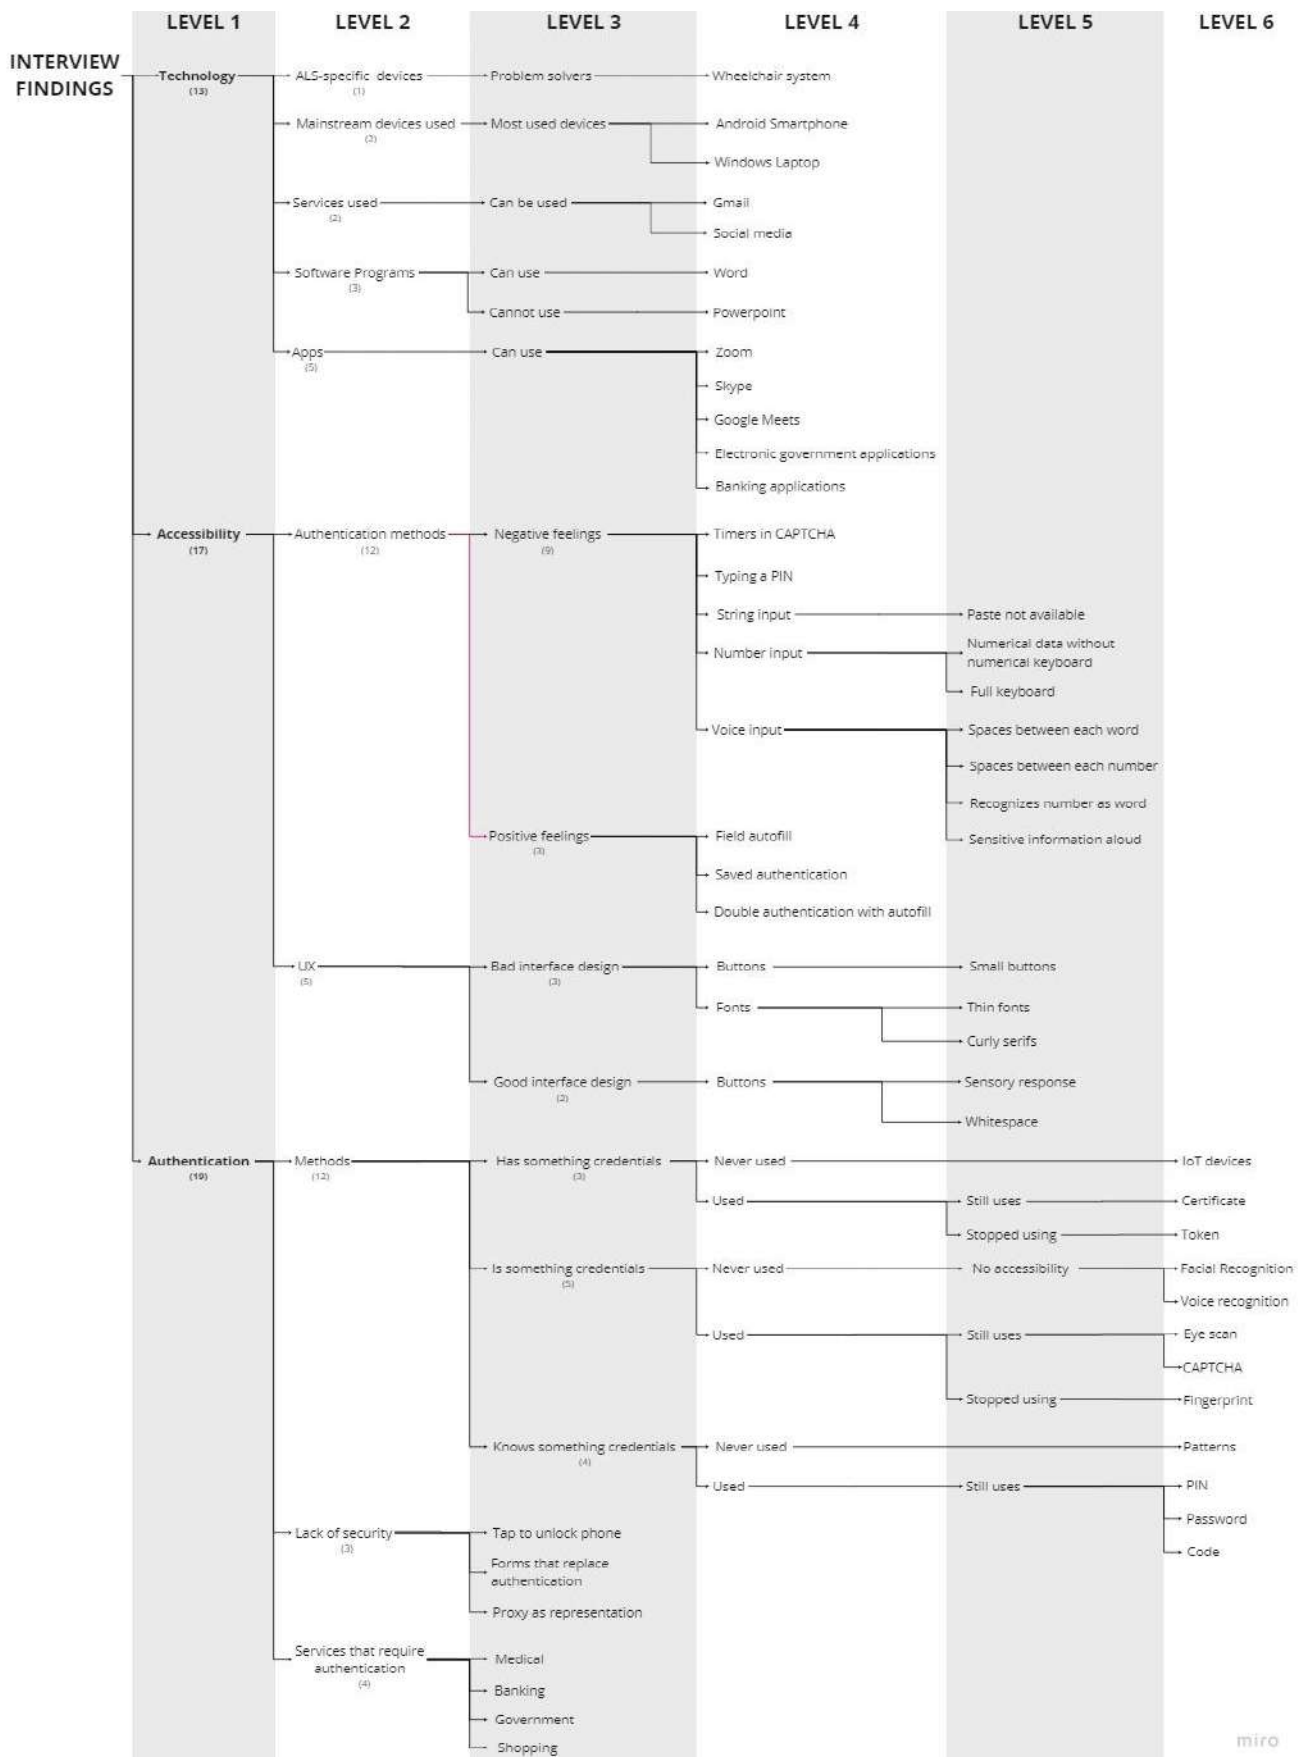 LEVEL 1 LEVEL 2 LEVEL 3 LEVEL 4 LEVEL 5 LEVEL 6
INTERVIEW
FINDINGS
Technology ALS-specific devices Problem solvers Wheelchair system
(13) (1)
Mainstream devices used Most used devices Android Smartphone
(2)
Windows Laptop
Services used Can be used Gmail
(2)
Social media
Software Programs Can use Word
(3)
Cannot use Powerpoint
Apps Can use Zoom
(5)
Skype
Google Meets
Electronic government applications
Banking applications
Accessibility Authentication methods Negative feelings Timers in CAPTCHA
(17) (12) (9)
Typing a PIN
String input Paste not available
Number input Numerical data without
numerical keyboard
Full keyboard
Voice input Spaces between each word
Spaces between each number
Recognizes number as word
Positive feelings Field autofill Sensitive information aloud
(3)
Saved authentication
Double authentication with autofill
UX Bad interface design Buttons Small buttons
(5) (3)
Fonts Thin fonts
Curly serifs
Good interface design Buttons Sensory response
(2)
Whitespace
Authentication Methods Has something credentials Never used IoT devices
(19) (12) (3)
Used Still uses Certificate
Stopped using Token
Is something credentials Never used No accessibility Facial Recognition
(5)
Voice recognition
Used Still uses Eye scan
CAPTCHA
Stopped using Fingerprint
Knows something credentials Never used Patterns
(4)
Used Still uses PIN
Password
Lack of security Tap to unlock phone
(3)
Code
Forms that replace
authentication
Proxy as representation
Services that require
authentication
(4)
Medical
Banking
Government
Shopping
miro